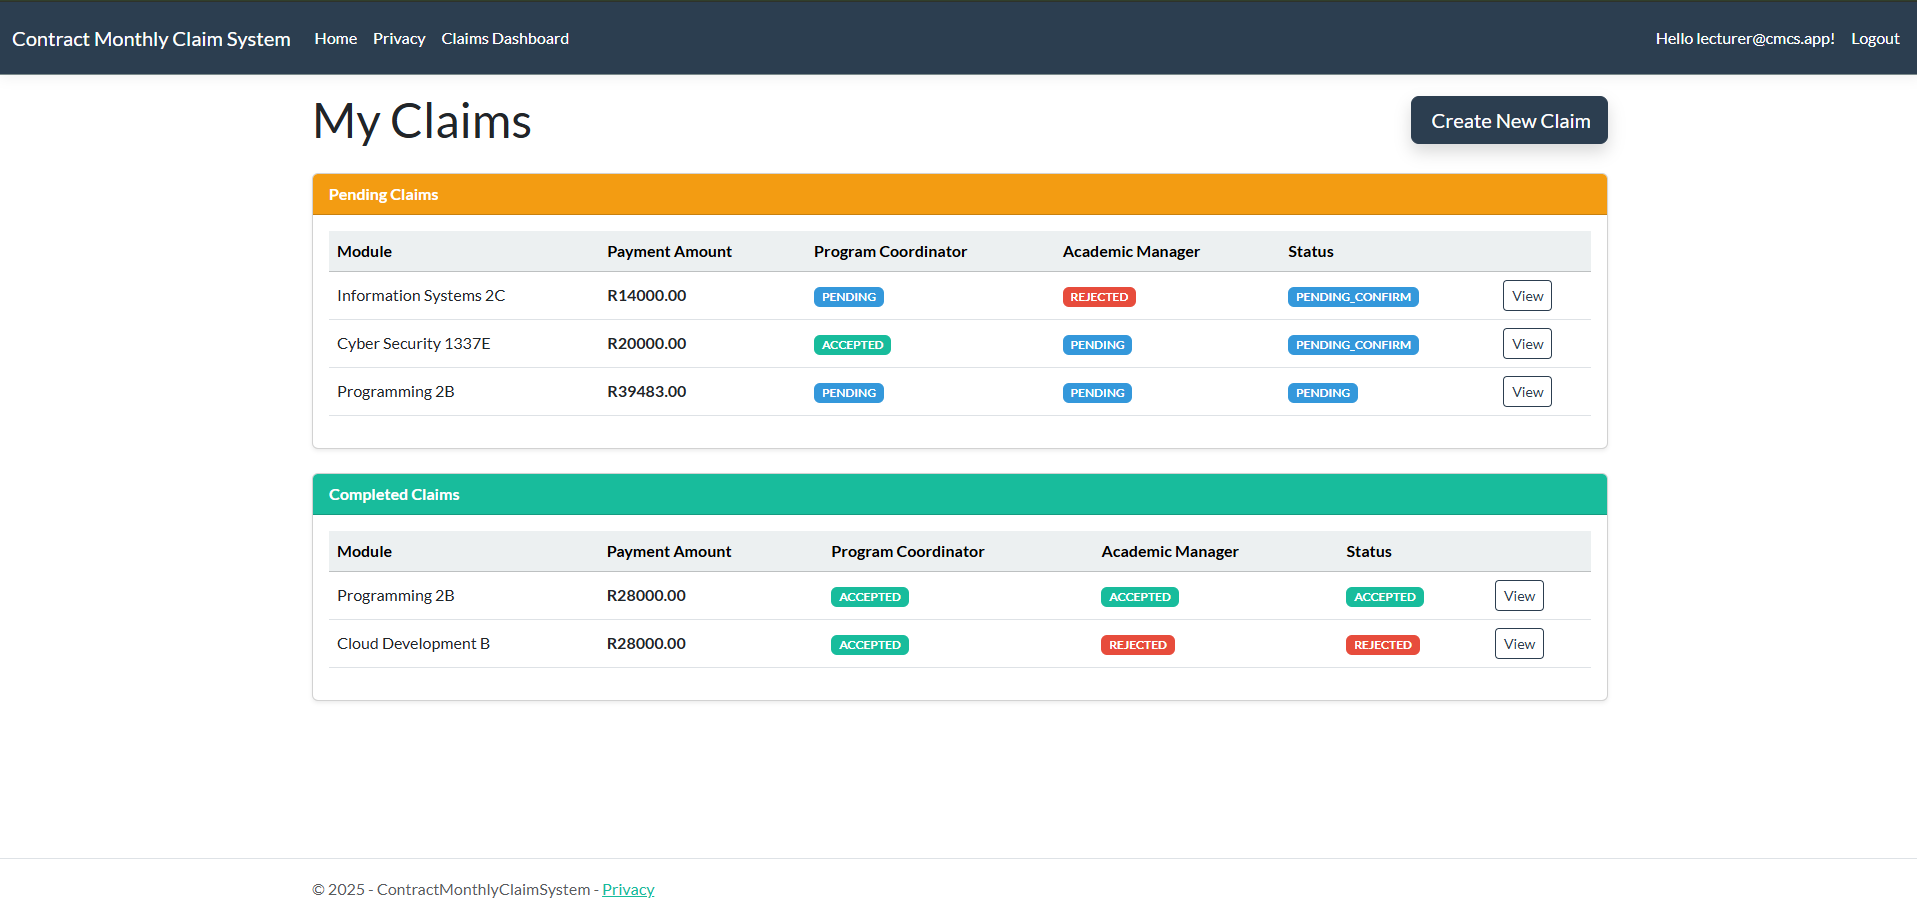 Contract Monthly Claim System Home Privacy Claims Dashboard Hello lecturer@cmcs.app! Logout
My Claims Create New Claim
Pending Claims
Module Payment Amount Program Coordinator Academic Manager Status
Information Systems 2C R14000.00 PENDING REJECTED PENDING_CONFIRM View
Cyber Security 1337E R20000.00 ACCEPTED PENDING PENDING_CONFIRM View
Programming 2B R39483.00 PENDING PENDING PENDING View
Completed Claims
Module Payment Amount Program Coordinator Academic Manager Status
Programming 2B R28000.00 ACCEPTED ACCEPTED ACCEPTED View
Cloud Development B R28000.00 ACCEPTED REJECTED REJECTED View
© 2025 - ContractMonthlyClaimSystem - Privacy